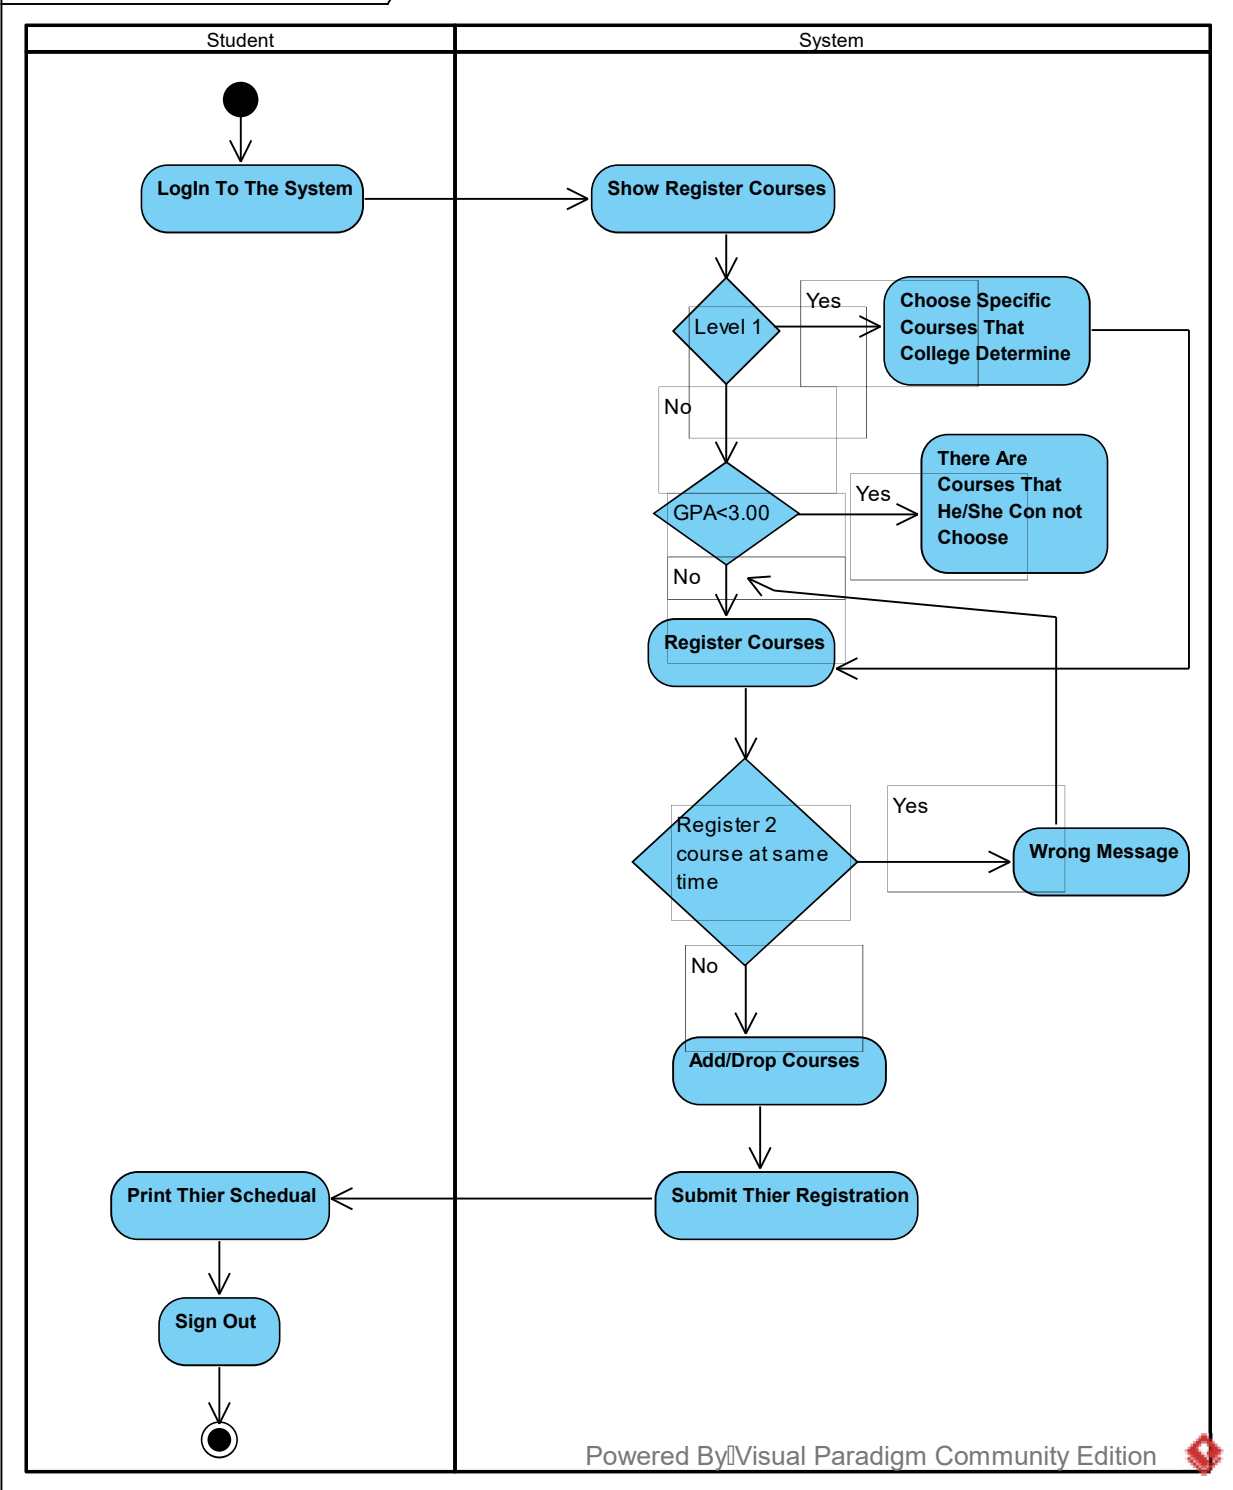 Student
System
LogIn To The System
Show Register Courses
Level 1
Yes
Choose Specific
Courses That
College Determine
No
GPA<3.00
Yes
There Are
Courses That
He/She Con not
Choose
No
Register Courses
Register 2
course at same
time
Yes
Wrong Message
No
Add/Drop Courses
Print Thier Schedual
Submit Thier Registration
Sign Out
Powered By Visual Paradigm Community Edition